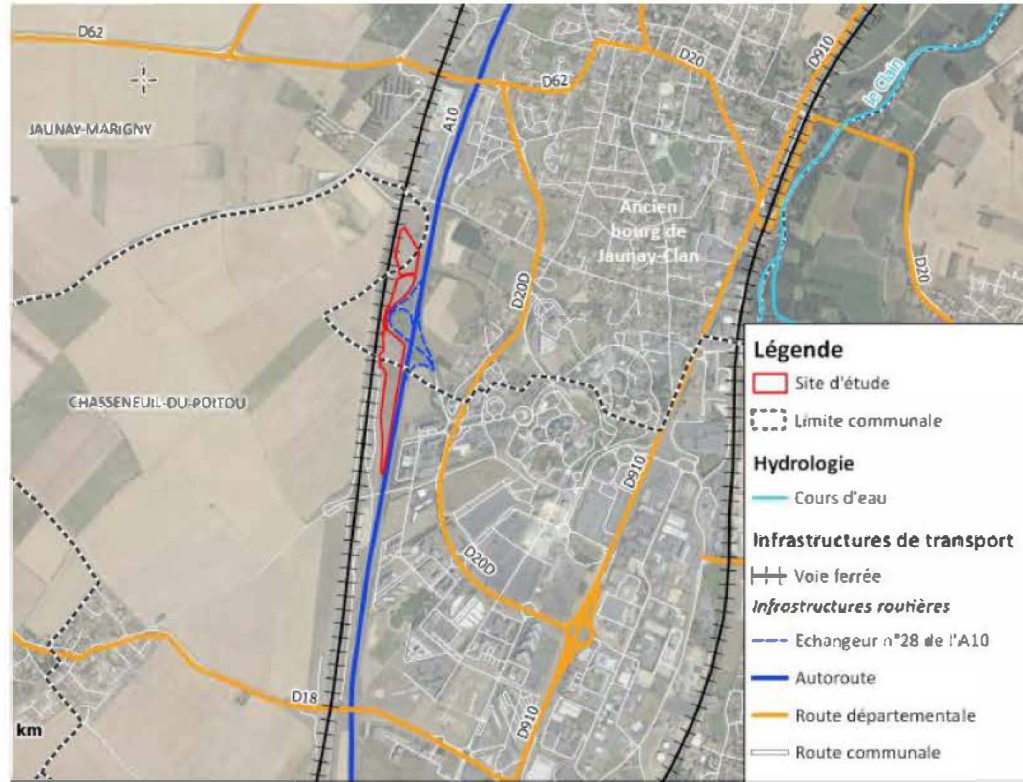 D62
D62
D20
D910
A10
le Clain
JAUNAY-MARIGNY
Ancien
bourg de
Jaunay-Clan
D20D
D20
CHASSENEUIL-DU-POITOU
D910
D20D
D18
D910
km
Légende
Site d'étude
Limite communale
Hydrologie
Cours d'eau
Infrastructures de transport
Voie ferrée
Infrastructures routières
Echangeur n°28 de l'A10
Autoroute
Route départementale
Route communale